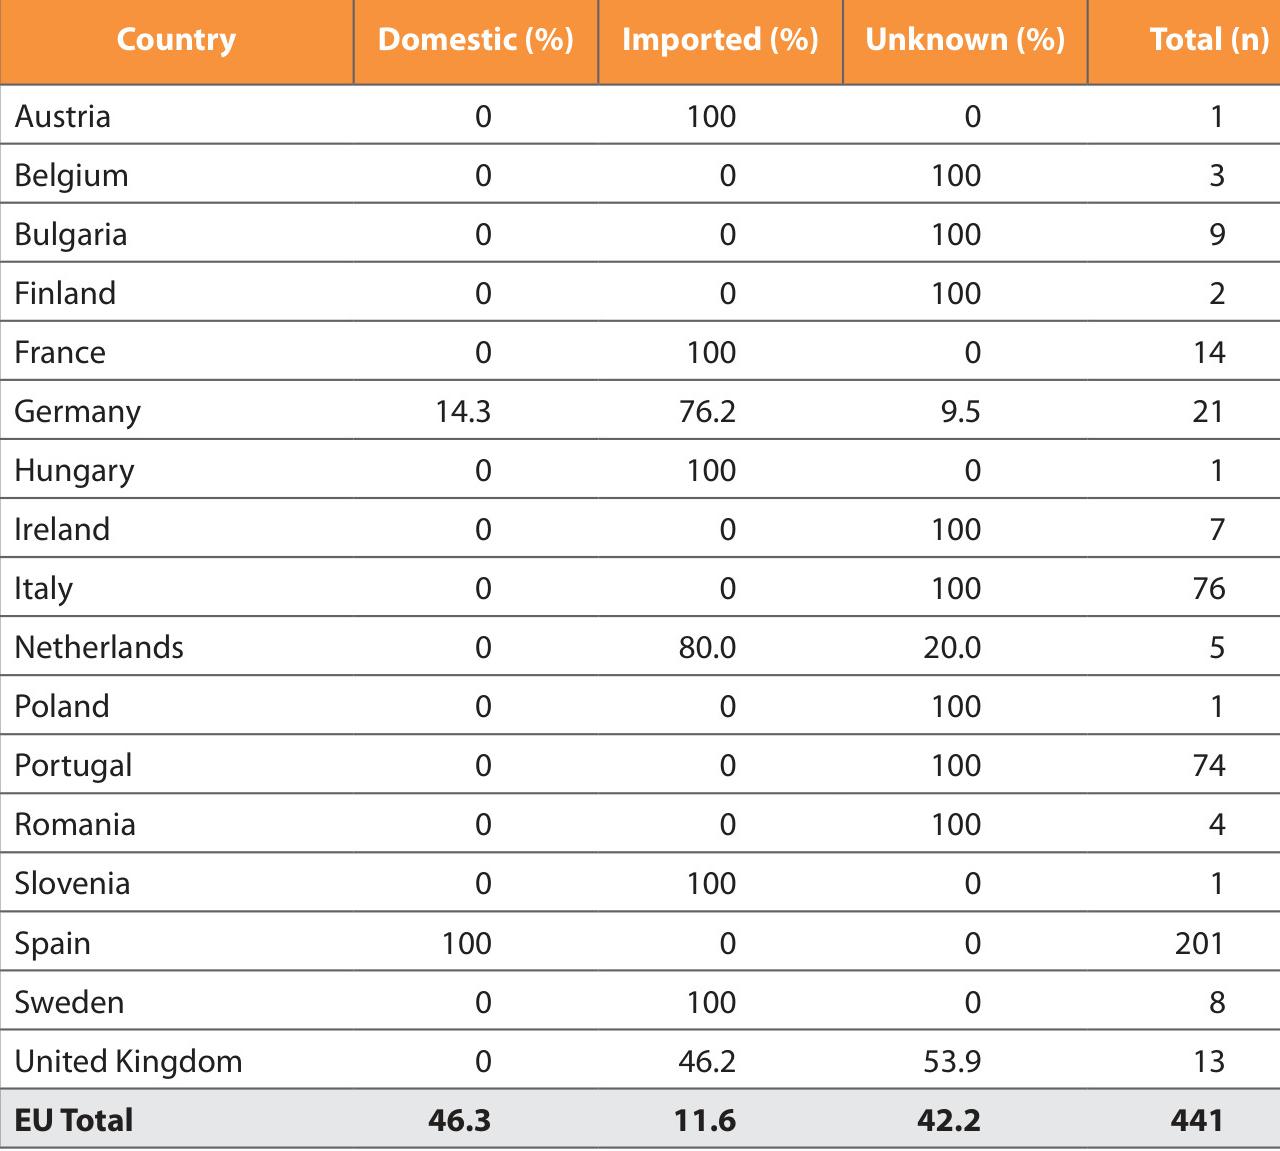 Country Domestic (%) Imported (%) Unknown (%) Total (n)
Austria 0 100 0 1
Belgium 0 0 100 3
Bulgaria 0 0 100 9
Finland 0 0 100 2
France 0 100 0 14
Germany 14.3 76.2 9.5 21
Hungary 0 100 0 1
Ireland 0 0 100 7
Italy 0 0 100 76
Netherlands 0 80.0 20.0 5
Poland 0 0 100 1
Portugal 0 0 100 74
Romania 0 0 100 4
Slovenia 0 100 0 1
Spain 100 0 0 201
Sweden 0 100 0 8
United Kingdom 0 46.2 53.9 13
EU Total 46.3 11.6 42.2 441